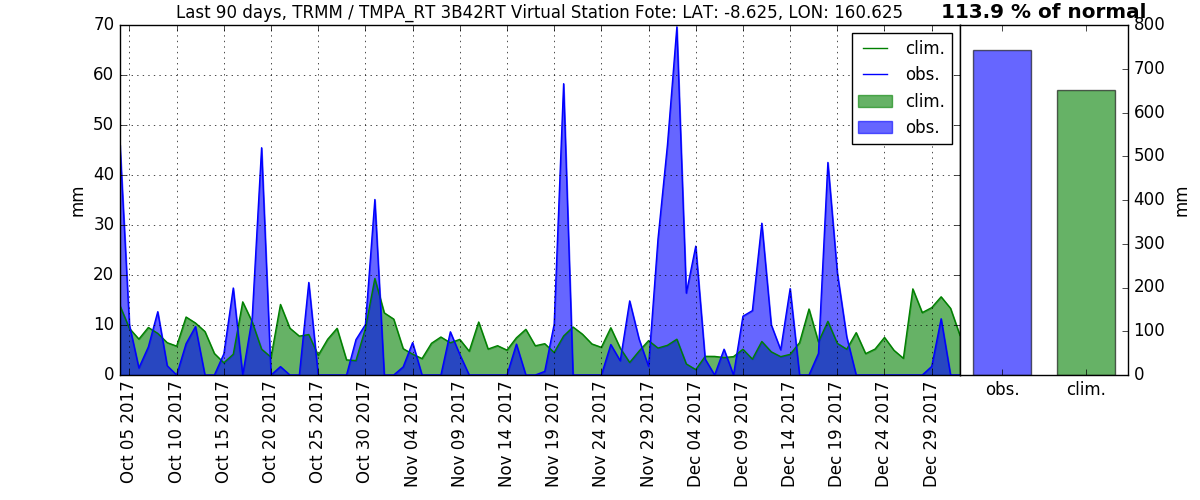 Last 90 days, TRMM / TMPA_RT 3B42RT Virtual Station Fote: LAT: -8.625, LON: 160.625
113.9 % of normal
70
60
50
40
30
20
10
0
mm
clim.
obs.
clim.
obs.
800
700
600
500
400
300
200
100
0
mm
obs.
clim.
Oct 05 2017
Oct 10 2017
Oct 15 2017
Oct 20 2017
Oct 25 2017
Oct 30 2017
Nov 04 2017
Nov 09 2017
Nov 14 2017
Nov 19 2017
Nov 24 2017
Nov 29 2017
Dec 04 2017
Dec 09 2017
Dec 14 2017
Dec 19 2017
Dec 24 2017
Dec 29 2017